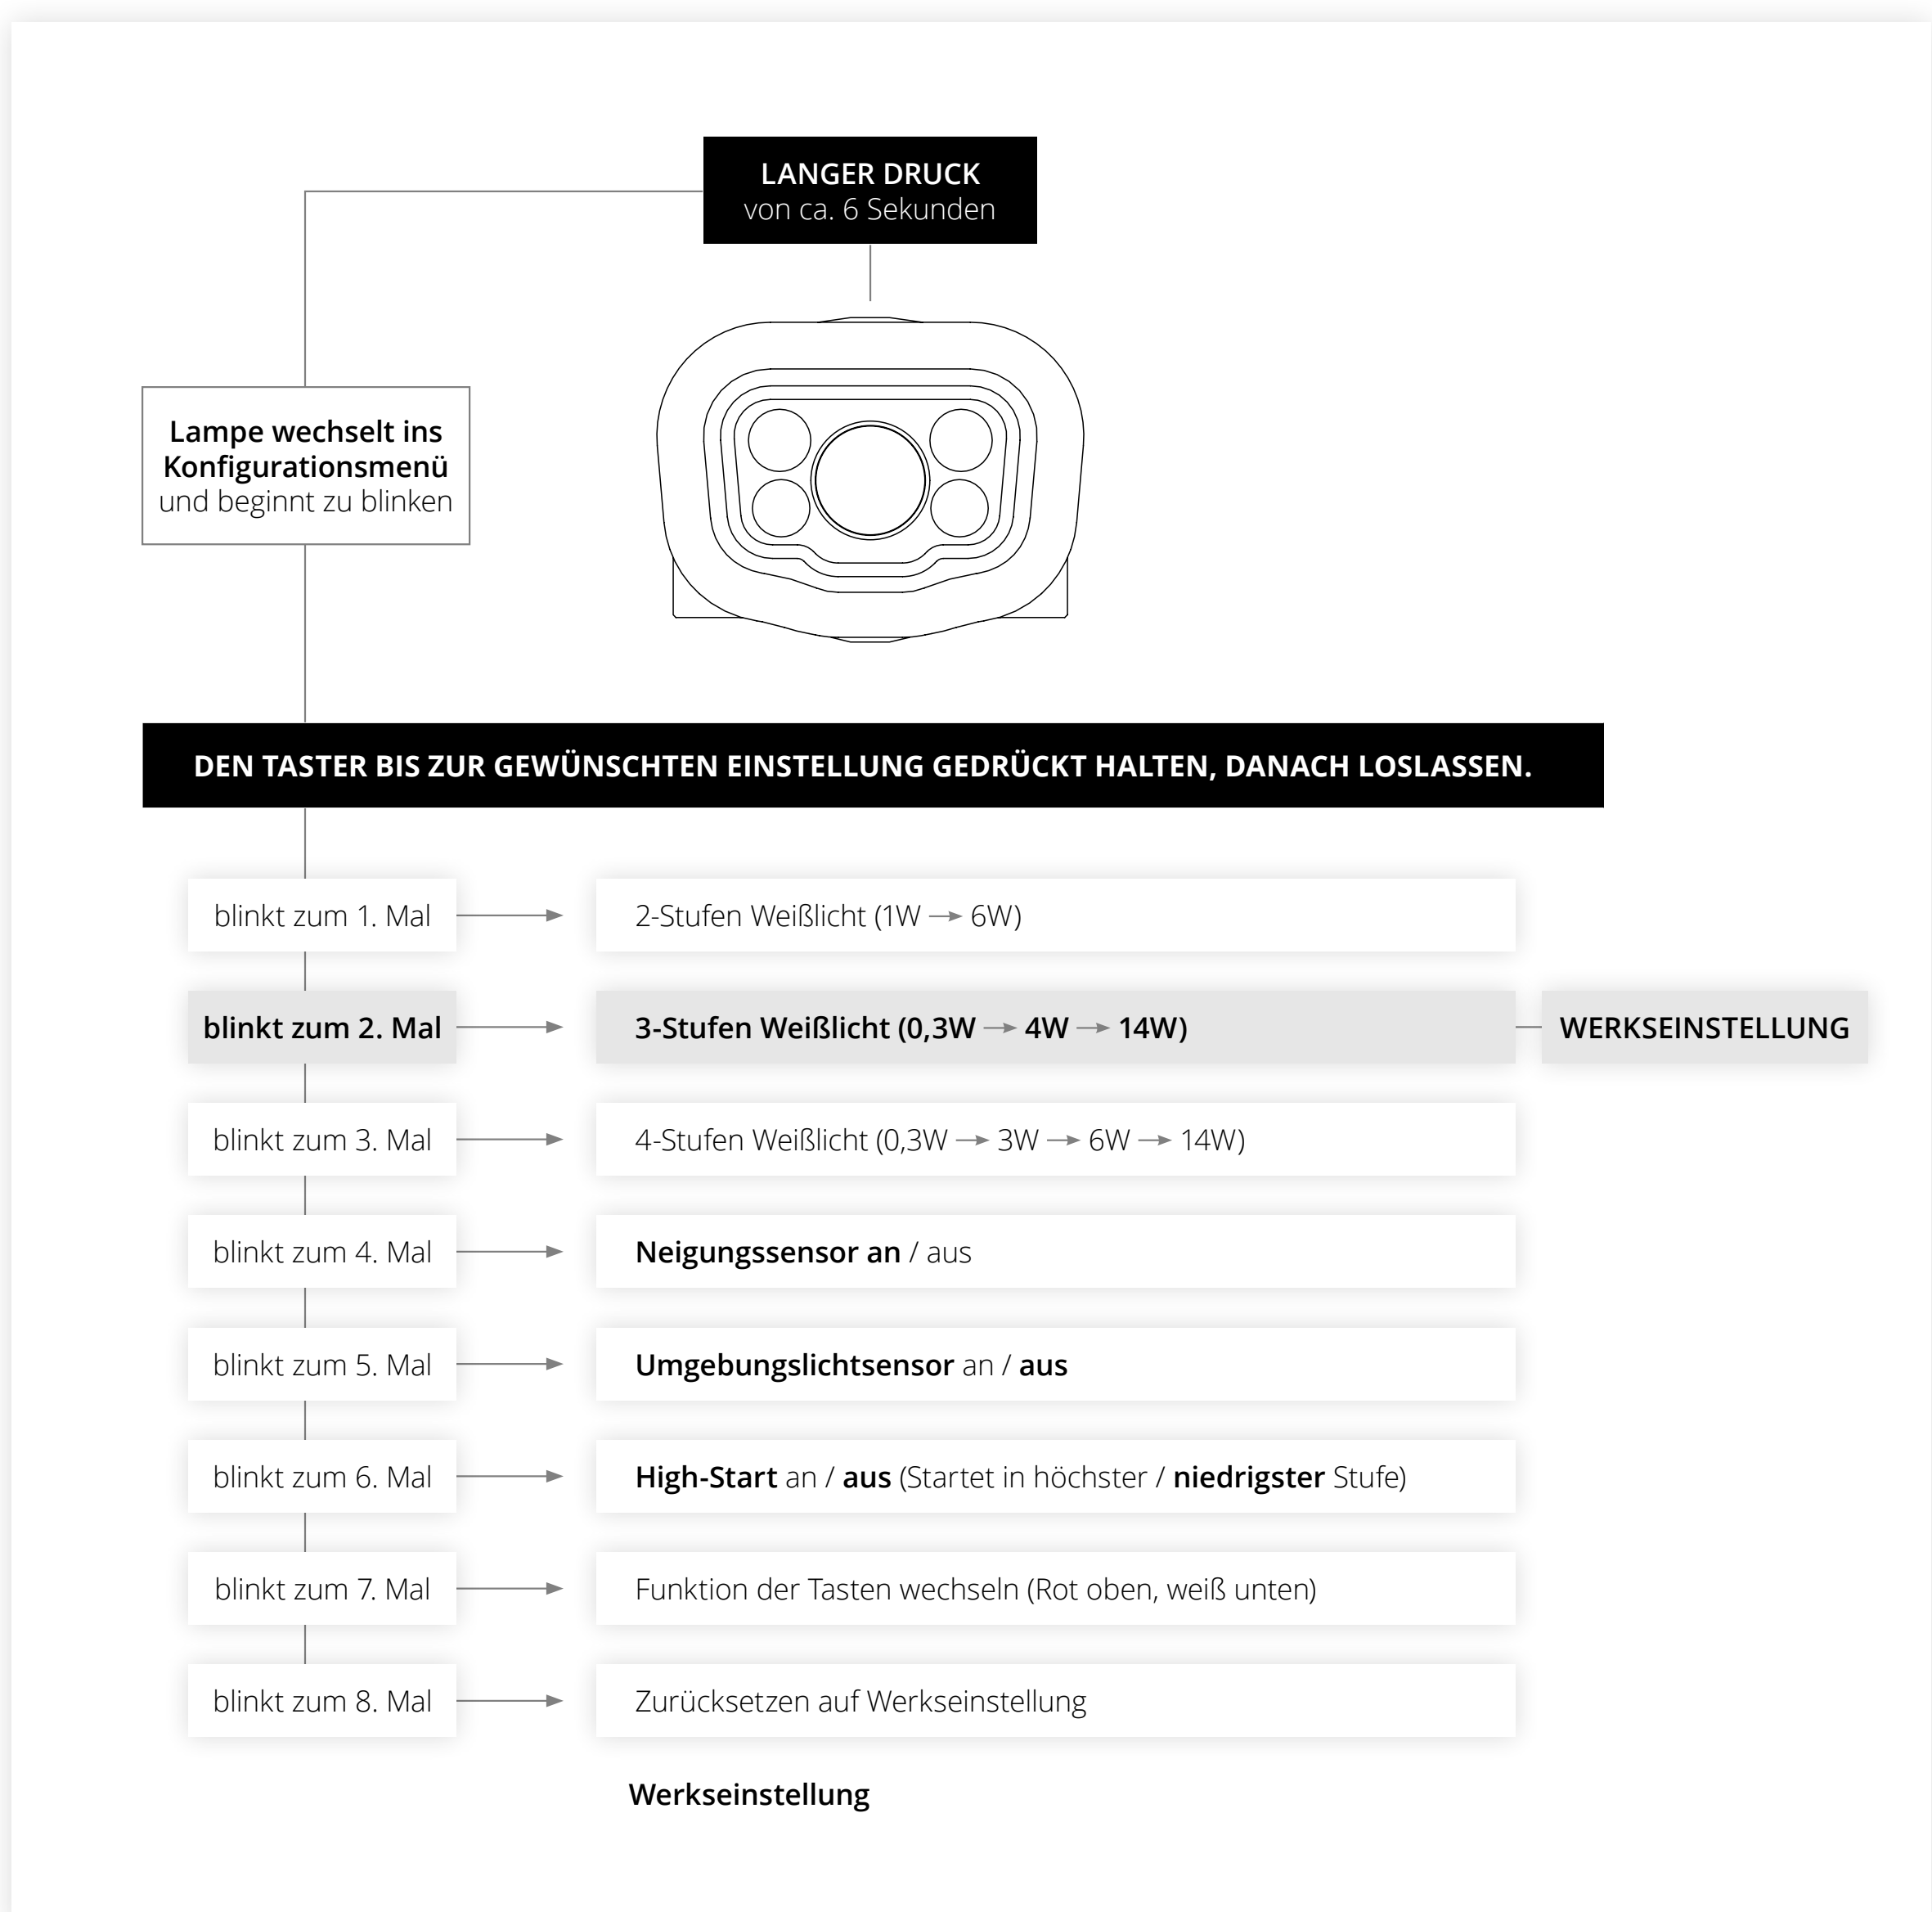 LANGER DRUCK
von ca. 6 Sekunden
Lampe wechselt ins
Konfigurationsmenü
und beginnt zu blinken
DEN TASTER BIS ZUR GEWÜNSCHTEN EINSTELLUNG GEDRÜCKT HALTEN, DANACH LOSLASSEN.
blinkt zum 1. Mal → 2-Stufen Weißlicht (1W → 6W)
blinkt zum 2. Mal → 3-Stufen Weißlicht (0,3W → 4W → 14W) WERKSEINSTELLUNG
blinkt zum 3. Mal → 4-Stufen Weißlicht (0,3W → 3W → 6W → 14W)
blinkt zum 4. Mal → Neigungssensor an / aus
blinkt zum 5. Mal → Umgebungslichtsensor an / aus
blinkt zum 6. Mal → High-Start an / aus (Startet in höchster / niedrigster Stufe)
blinkt zum 7. Mal → Funktion der Tasten wechseln (Rot oben, weiß unten)
blinkt zum 8. Mal → Zurücksetzen auf Werkseinstellung
Werkseinstellung